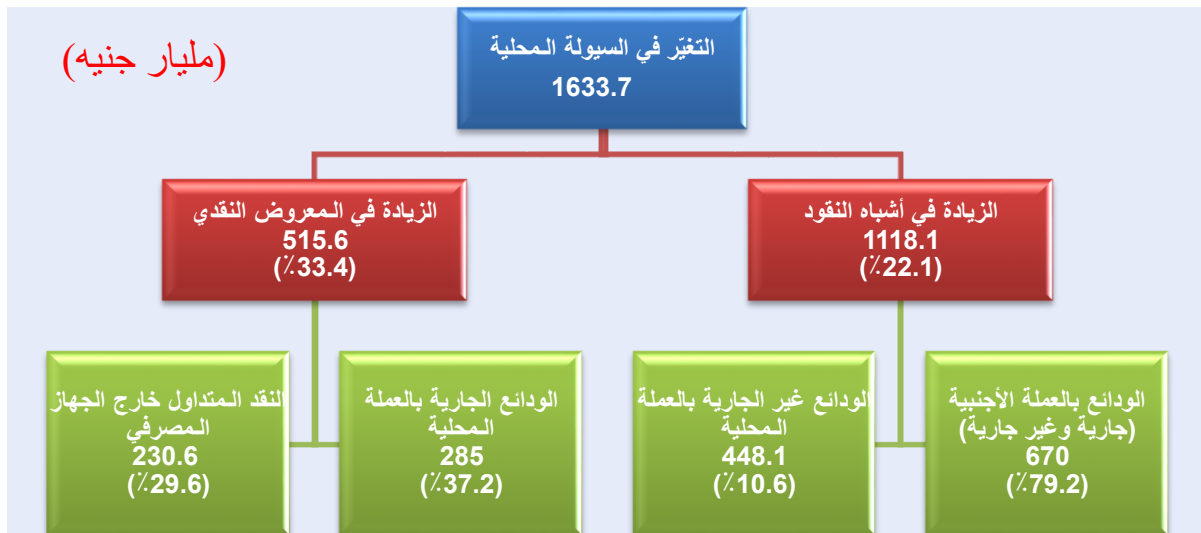 (مليار جنيه)
التغيّر في السيولة المحلية
1633.7
الزيادة في أشباه النقود
1118.1
(22.1٪)
الزيادة في المعروض النقدي
515.6
(33.4٪)
الودائع بالعملة الأجنبية
(جارية وغير جارية)
670
(79.2٪)
الودائع غير الجارية بالعملة
المحلية
448.1
(10.6٪)
الودائع الجارية بالعملة
المحلية
285
(37.2٪)
النقد المتداول خارج الجهاز
المصرفي
230.6
(29.6٪)